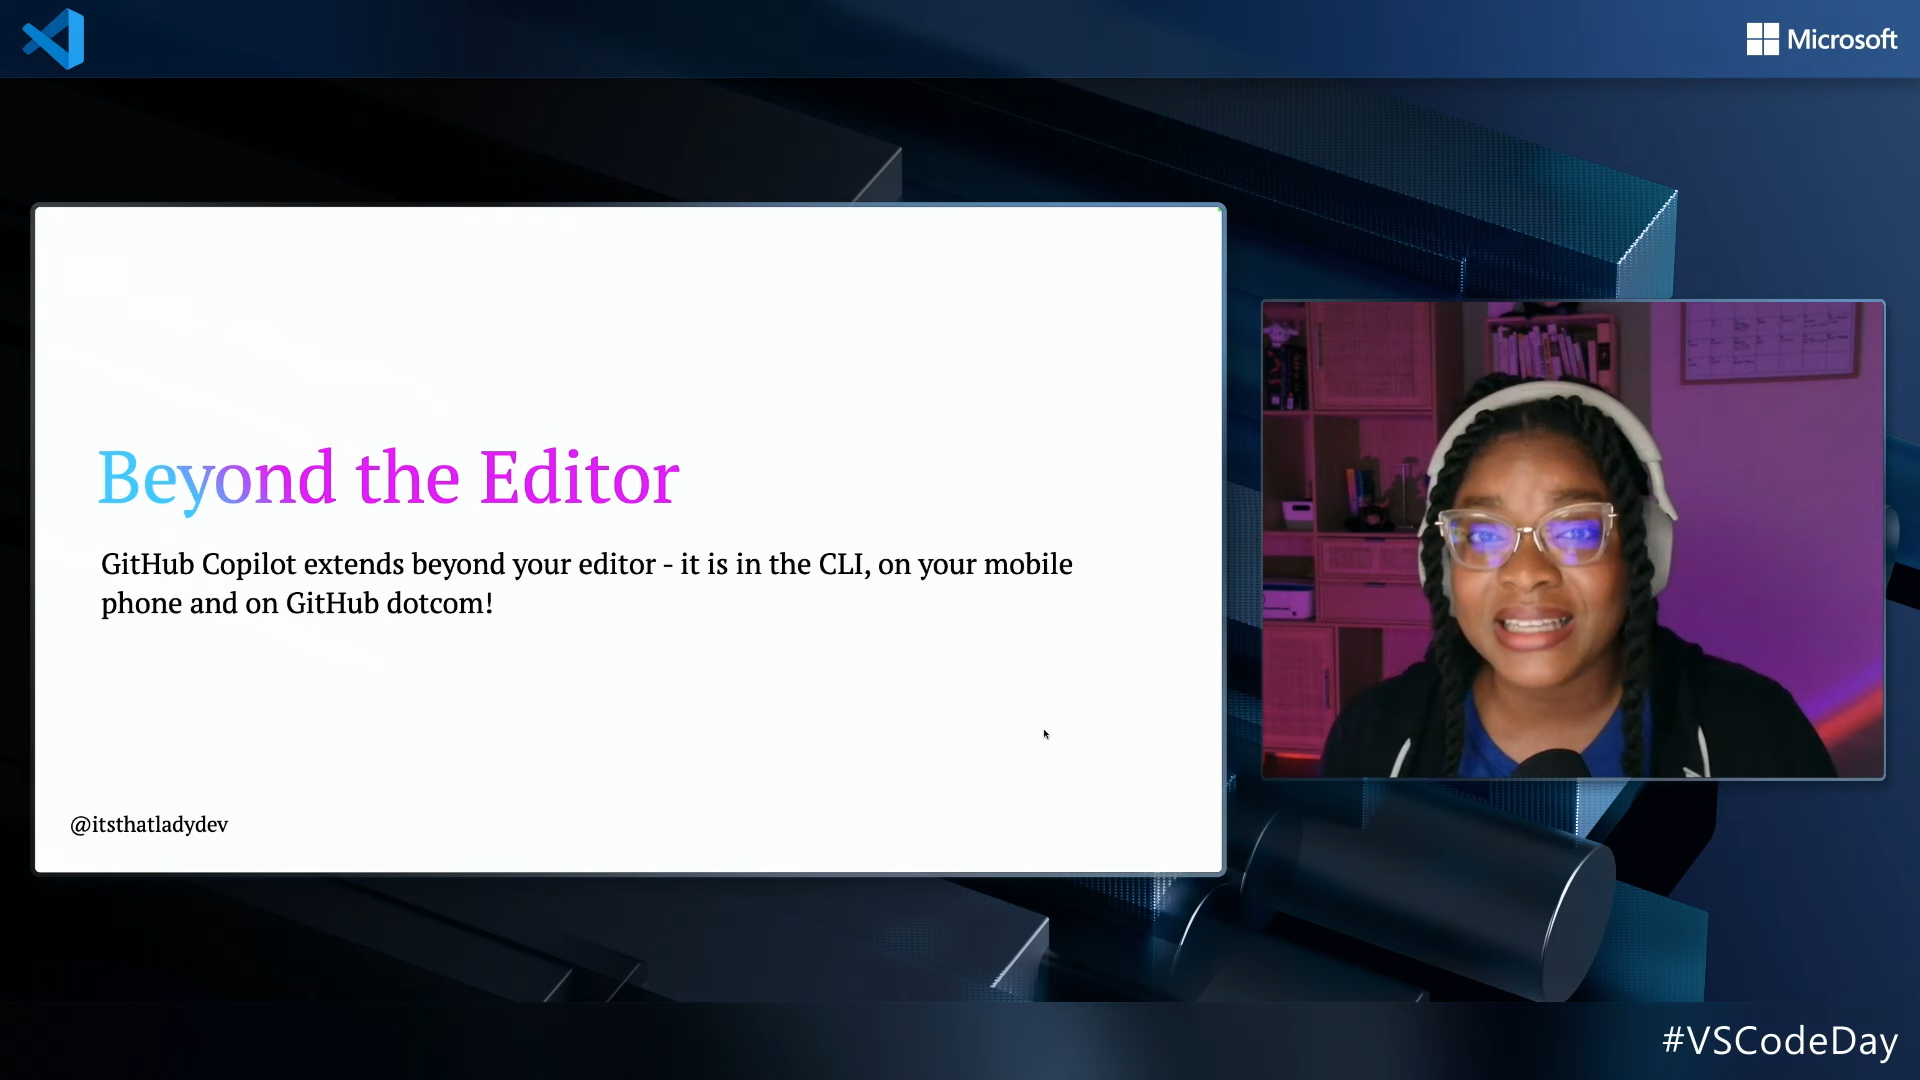 Microsoft
Beyond the Editor
GitHub Copilot extends beyond your editor - it is in the CLI, on your mobile
phone and on GitHub dotcom!
@itsthatladydev
#VSCodeDay